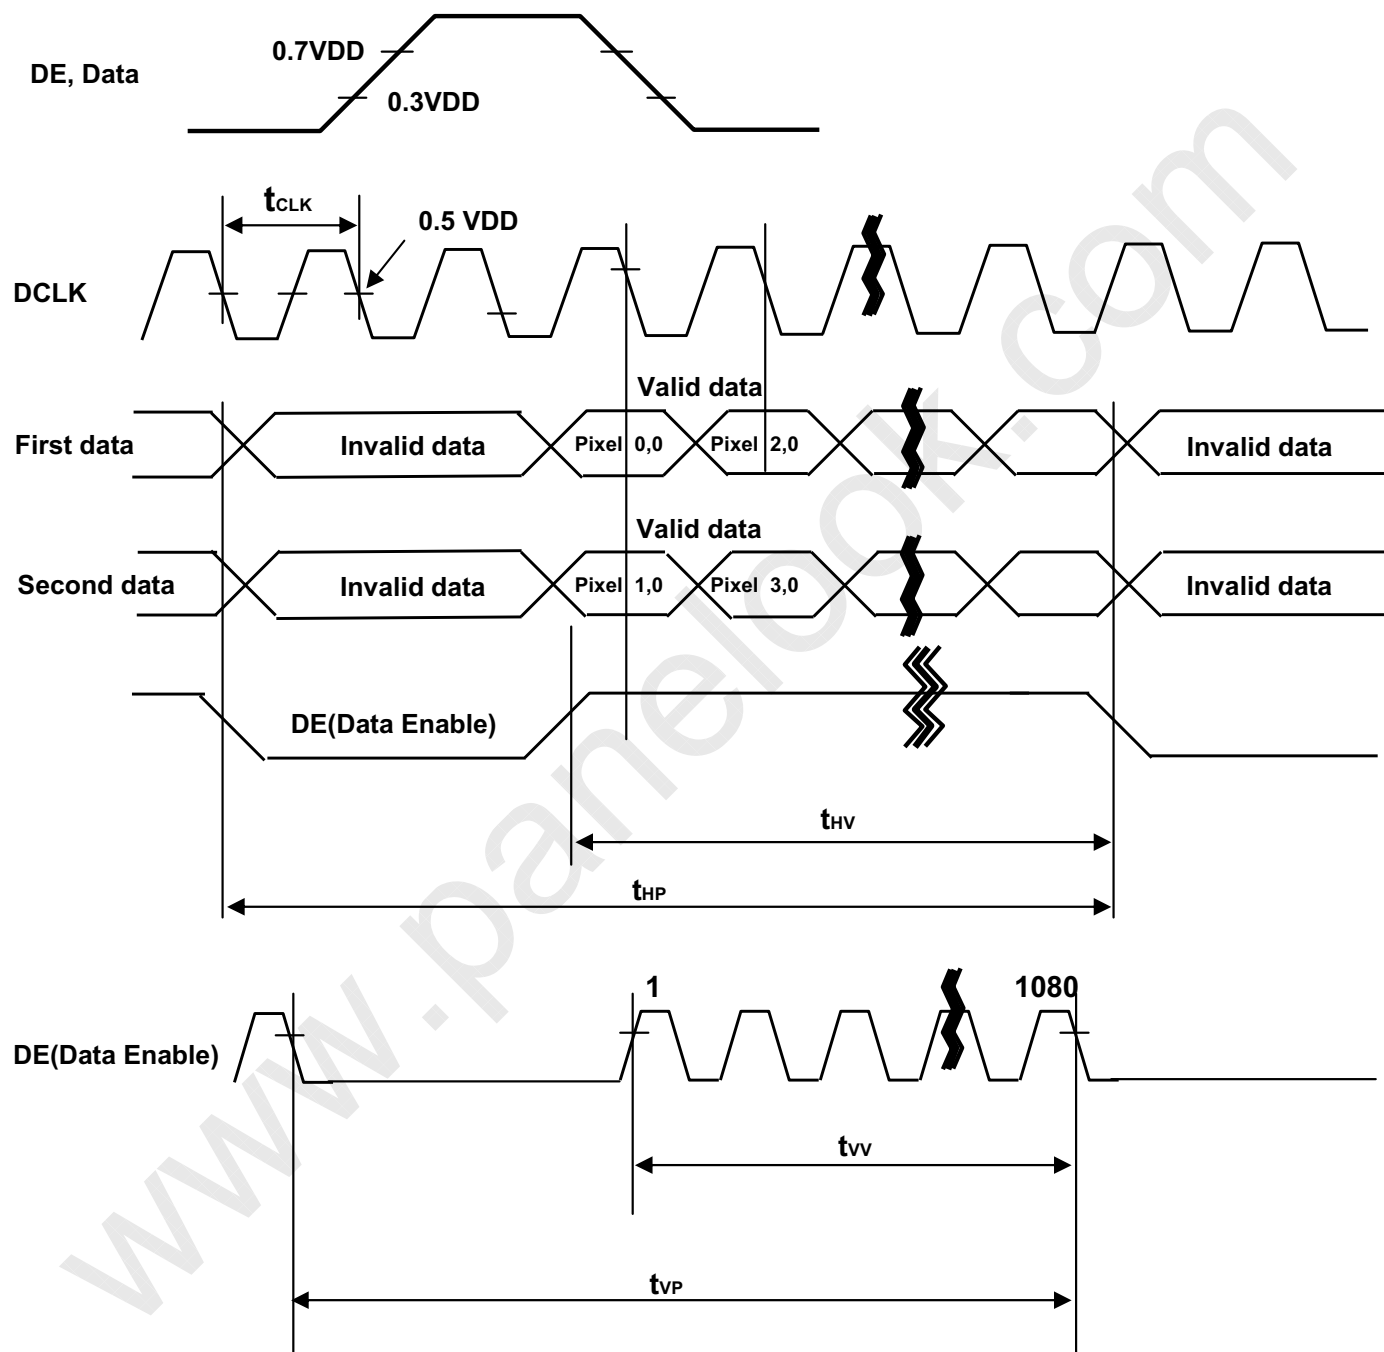 0.7VDD
DE, Data
0.3VDD
tCLK
0.5 VDD
DCLK
Valid data
First data
Invalid data
Pixel 0,0
Pixel 2,0
Invalid data
Valid data
Second data
Invalid data
Pixel 1,0
Pixel 3,0
Invalid data
DE(Data Enable)
tHV
tHP
1
1080
DE(Data Enable)
tVV
tVP
www.panelook.com